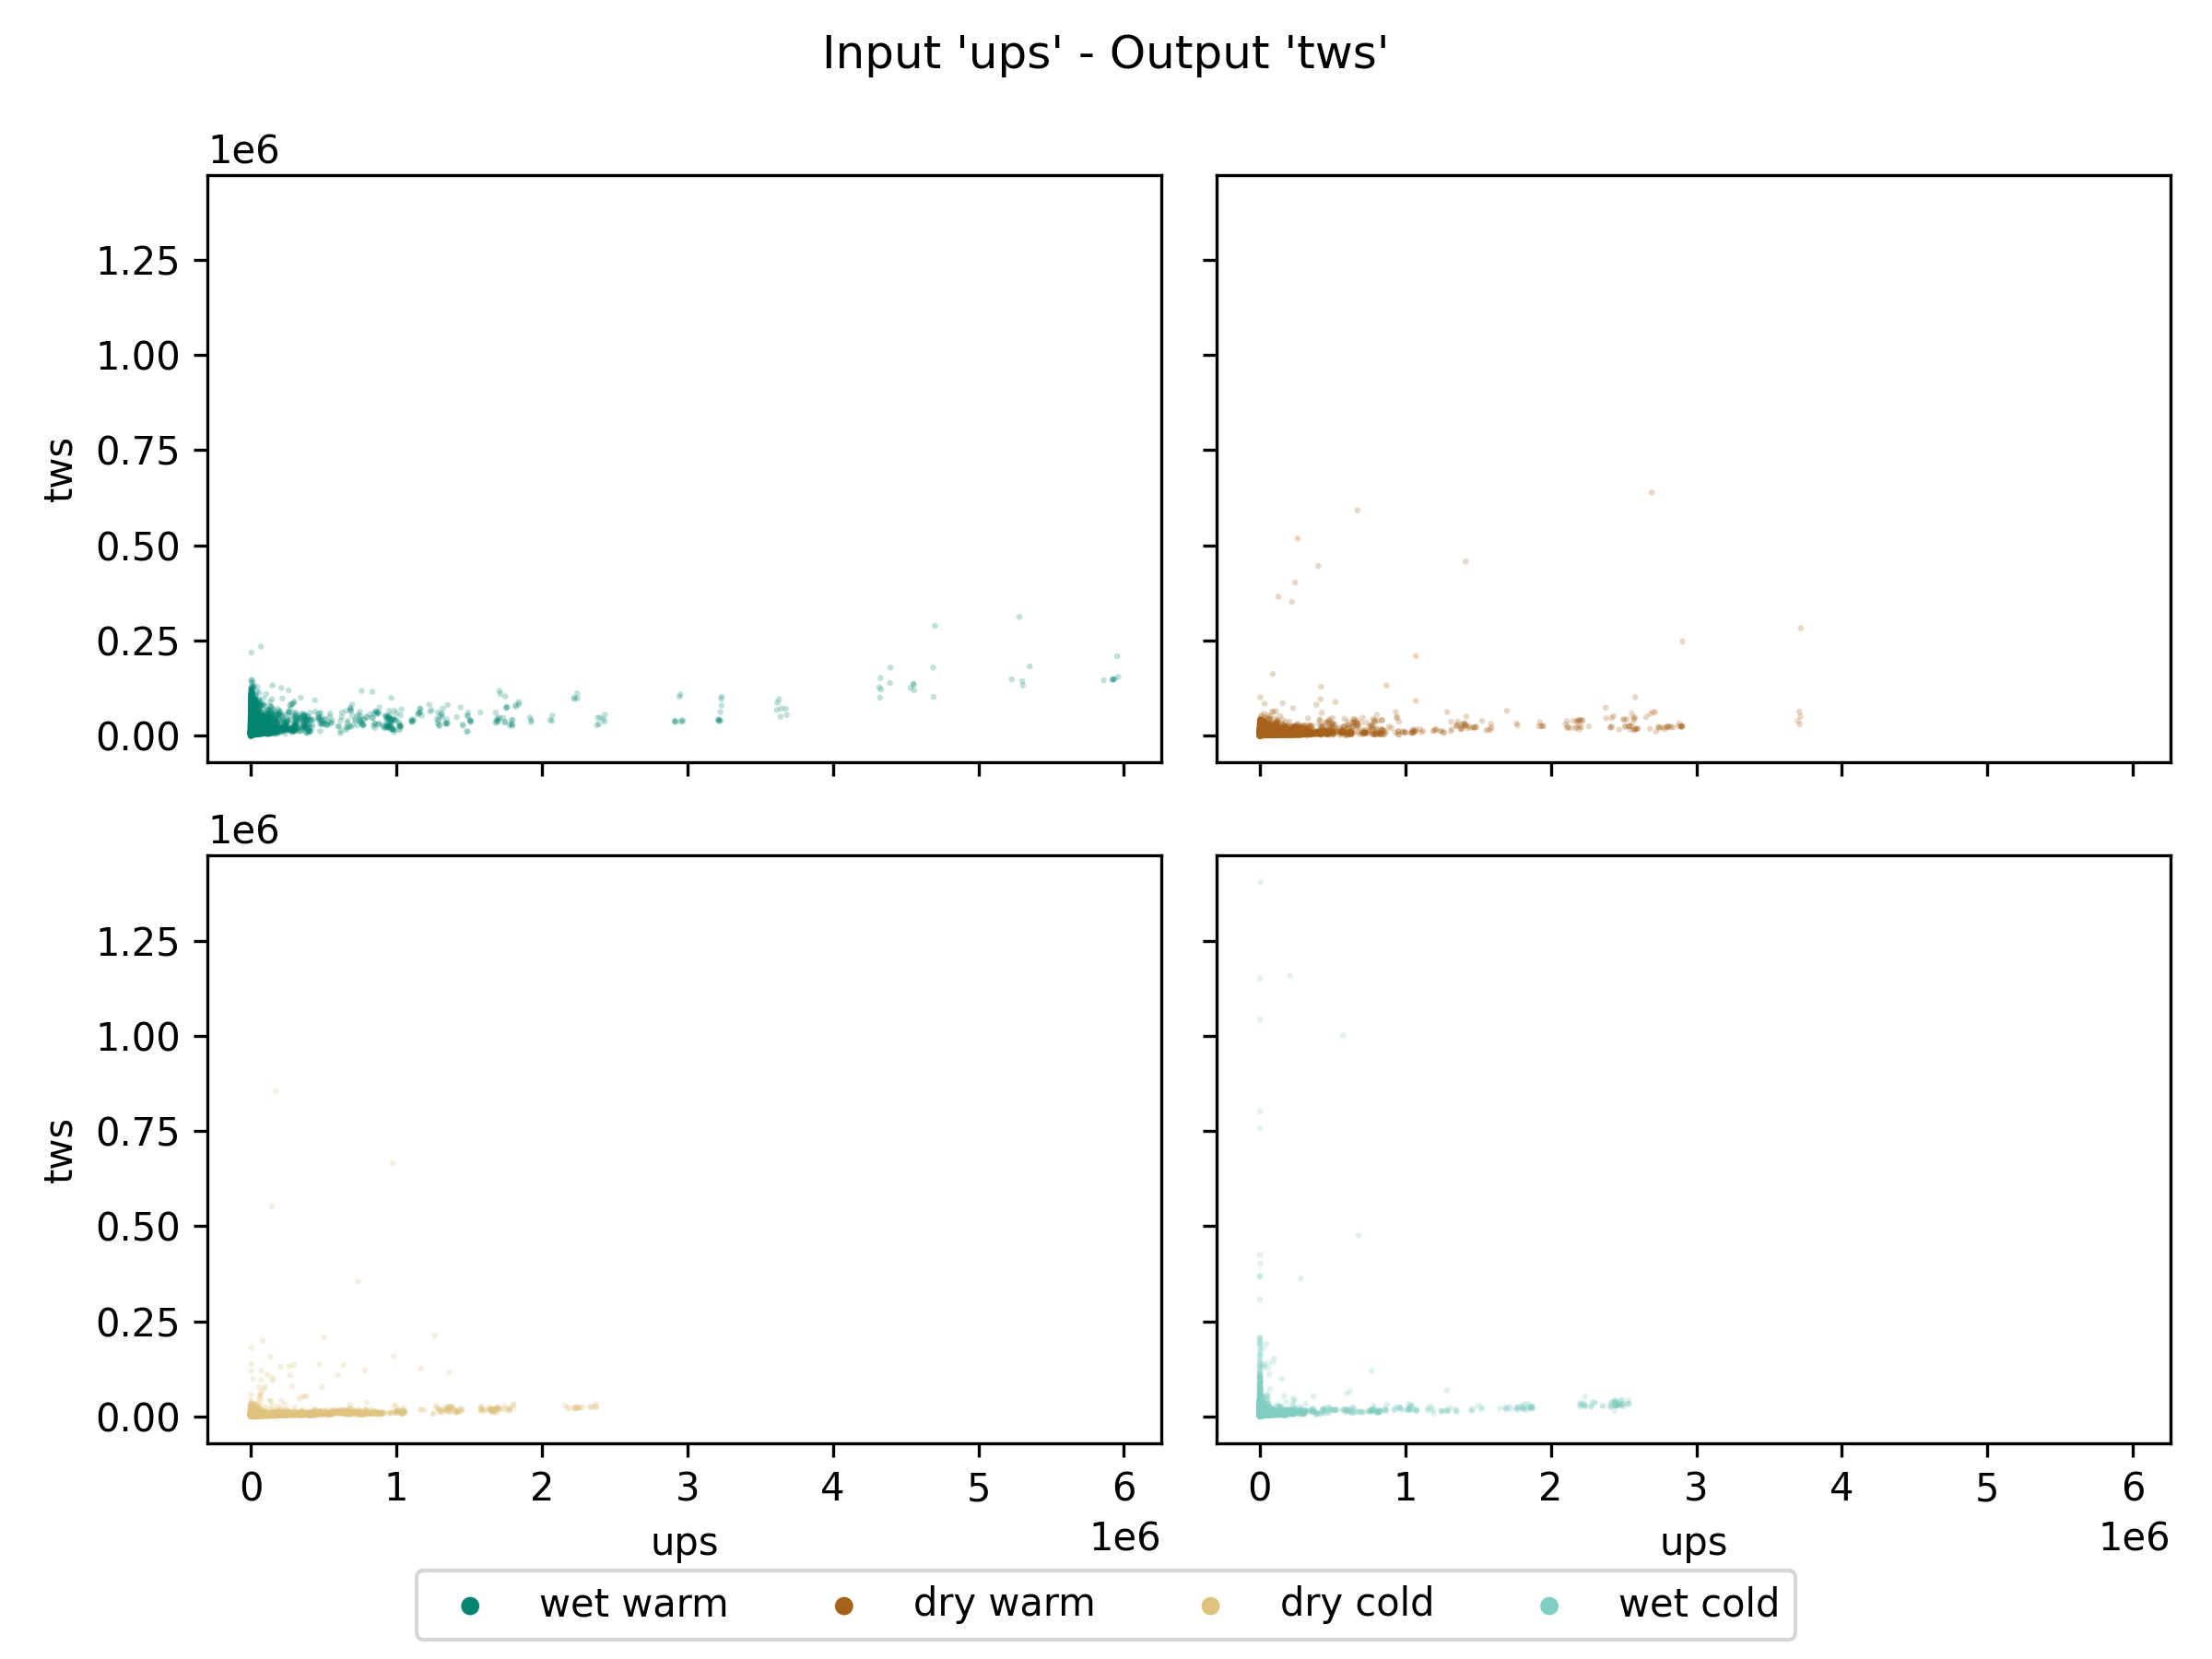 Input 'ups' - Output 'tws'
1e6
1.25
1.00
0.75
0.50
0.25
0.00
tws
1e6
1.25
1.00
0.75
0.50
0.25
0.00
tws
0 1 2 3 4 5 6
0 1 2 3 4 5 6
ups
1e6
ups
1e6
wet warm dry warm dry cold wet cold